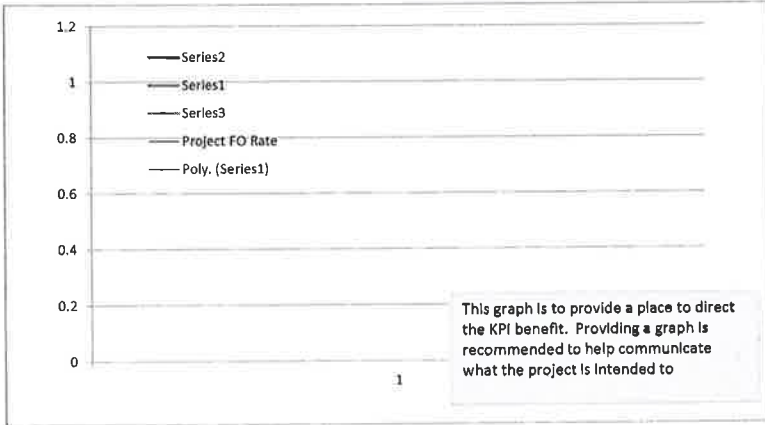 1.2
1
0.8
0.6
0.4
0.2
0
Series2
Series1
Series3
Project FO Rate
Poly. (Series1)
1
This graph is to provide a place to direct
the KPI benefit. Providing a graph is
recommended to help communicate
what the project is intended to